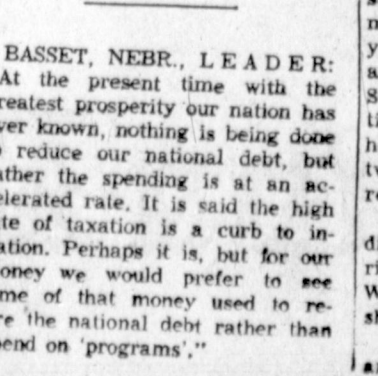 BASSET, NEBR., LEADER:
At the present time with the
reatest prosperity our nation has
ver known, nothing is being done
reduce our national debt, but
ather the spending is at an ac-
elerated rate. It is said the high
te of taxation is a curb to in-
ation. Perhaps it is, but for our
oney we would prefer to see
me of that money used to re-
re the national debt rather than
end on 'programs'."